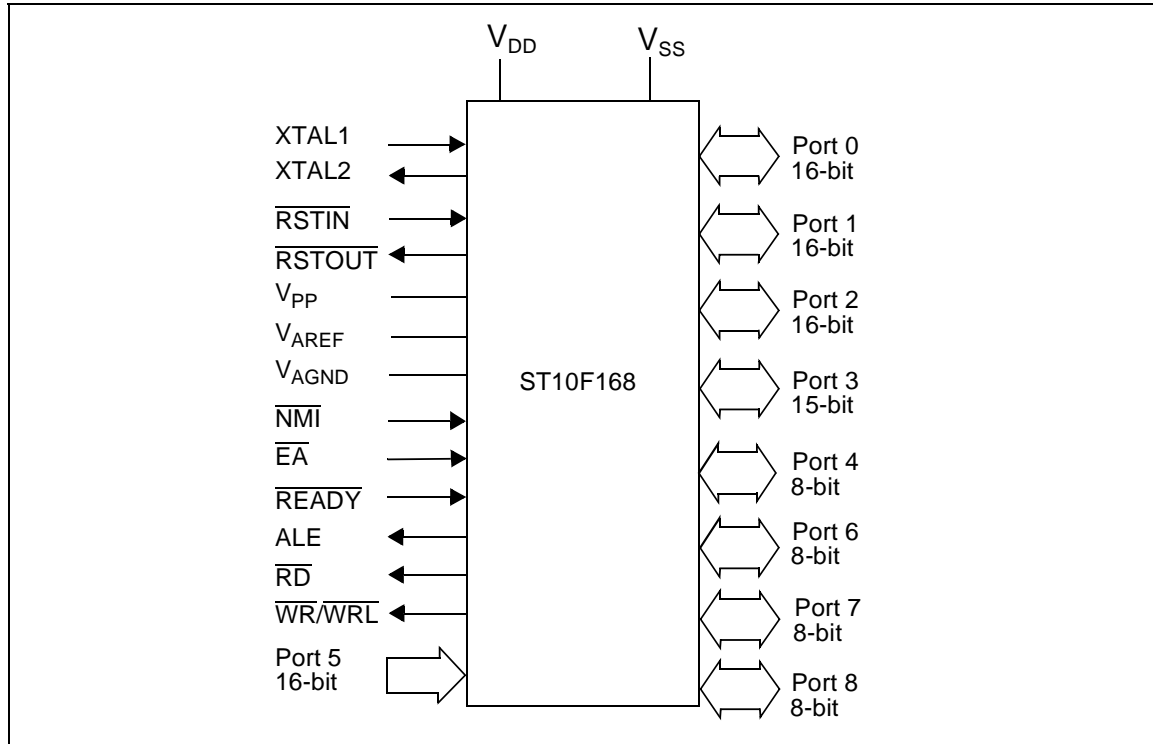 VDD
VSS
XTAL1
XTAL2
RSTIN
RSTOUT
VPP
VAREF
VAGND
NMI
EA
READY
ALE
RD
WR/WRL
Port 5
16-bit
ST10F168
Port 0
16-bit
Port 1
16-bit
Port 2
16-bit
Port 3
15-bit
Port 4
8-bit
Port 6
8-bit
Port 7
8-bit
Port 8
8-bit